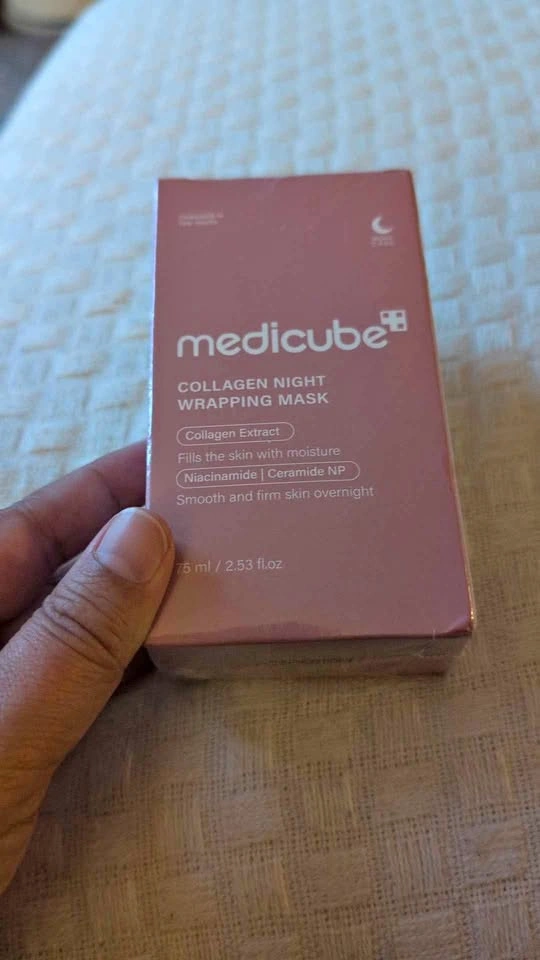 medicube
COLLAGEN NIGHT
WRAPPING MASK
Collagen Extract
Fills the skin with moisture
Niacinamide | Ceramide NP
Smooth and firm skin overnight
75 ml / 2.53 fl.oz